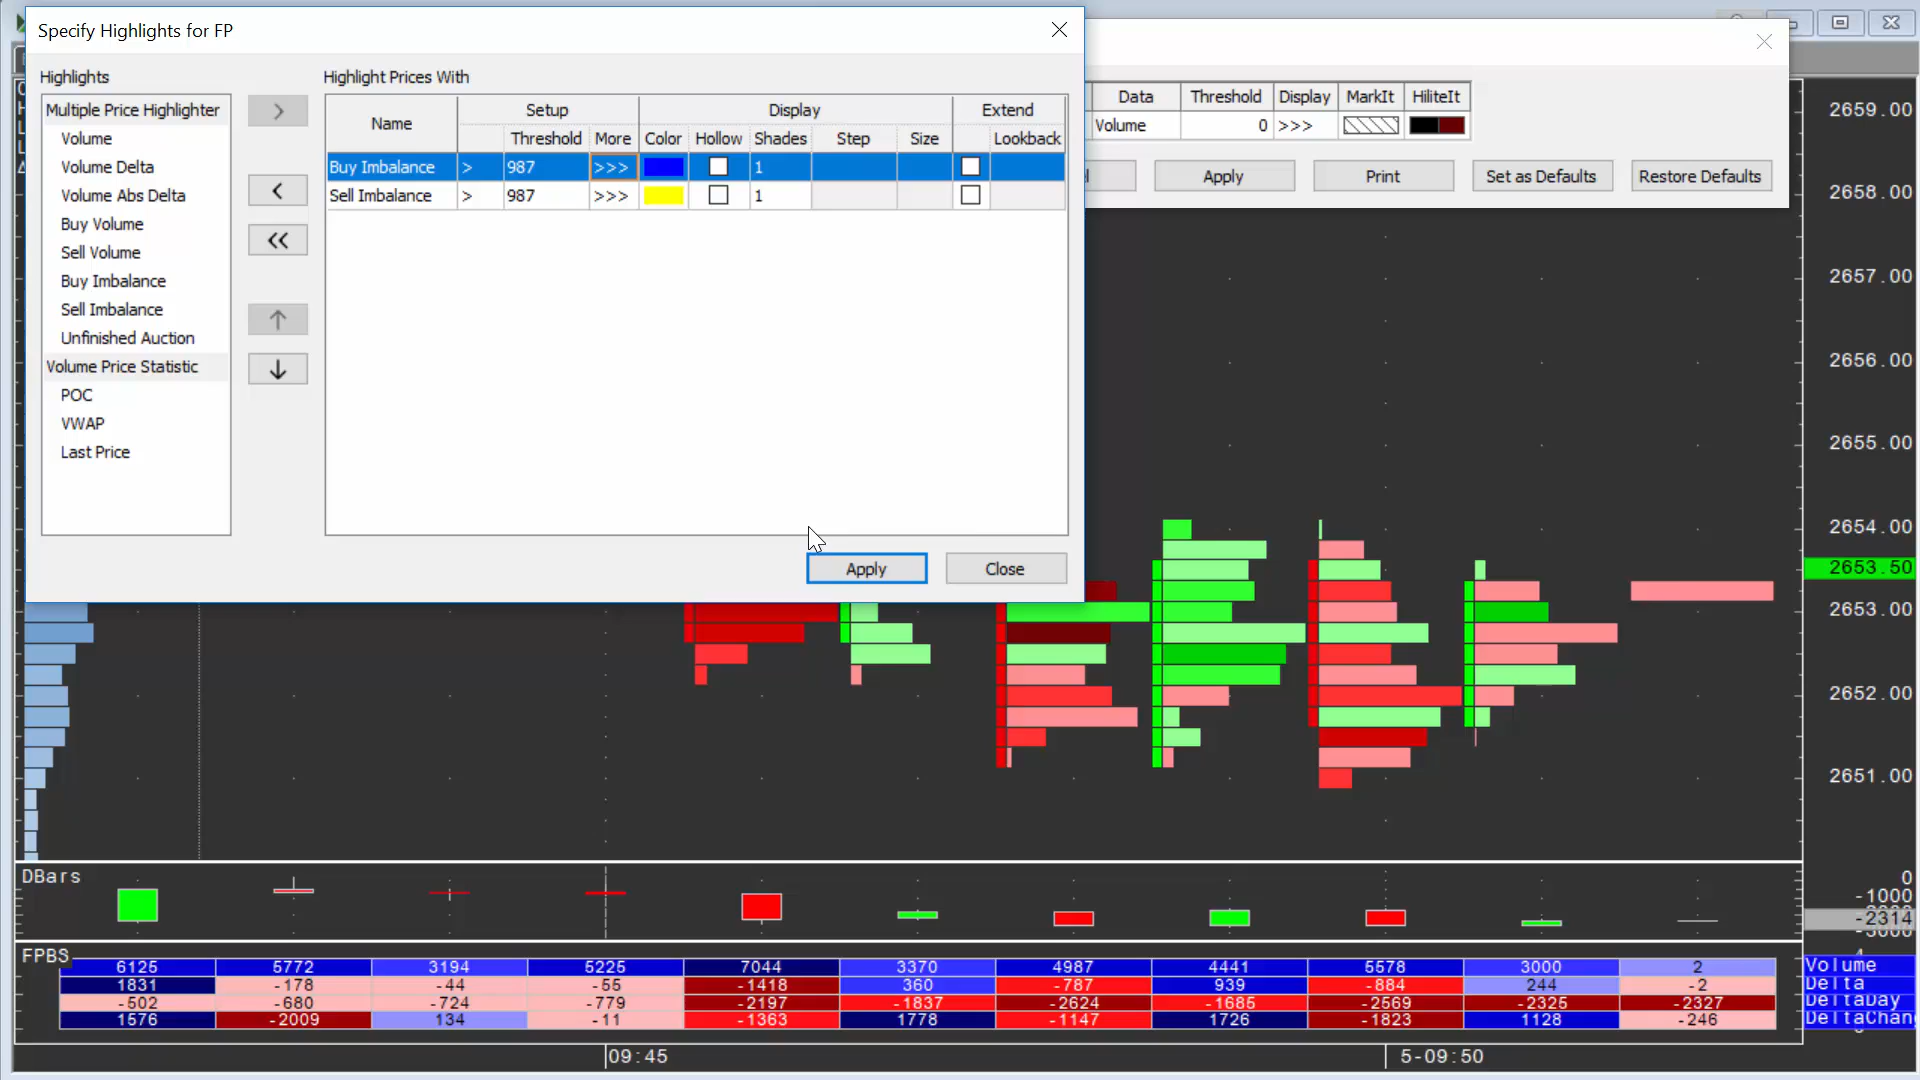 Specify Highlights for FP
Highlights
Highlight Prices With
Multiple Price Highlighter
Volume
Volume Delta
Volume Abs Delta
Buy Volume
Sell Volume
Buy Imbalance
Sell Imbalance
Unfinished Auction
Volume Price Statistic
POC
VWAP
Last Price
>
<
<<
Name Setup Display Extend
Threshold More Color Hollow Shades Step Size Lookback
Buy Imbalance > 987 >>> 1
Sell Imbalance > 987 >>> 1
Apply Close
Data Threshold Display MarkIt HiliteIt
Volume 0 >>>
Apply Print Set as Defaults Restore Defaults
2659.00
2658.00
2657.00
2656.00
2655.00
2654.00
2653.50
2653.00
2652.00
2651.00
DBars
0
-1000
-2314
FPBS
6125 5772 3194 5225 7044 3370 4987 4441 5578 3000 2 Volume
1831 -178 -44 -55 -1418 360 -787 939 -884 244 -2 Delta
-502 -680 -724 -779 -2197 -1837 -2624 -1685 -2569 -2325 -2327 DeltaDay
1576 -2009 134 -11 -1363 1778 -1147 1726 -1823 1128 -246 DeltaChan
09:45 5-09:50